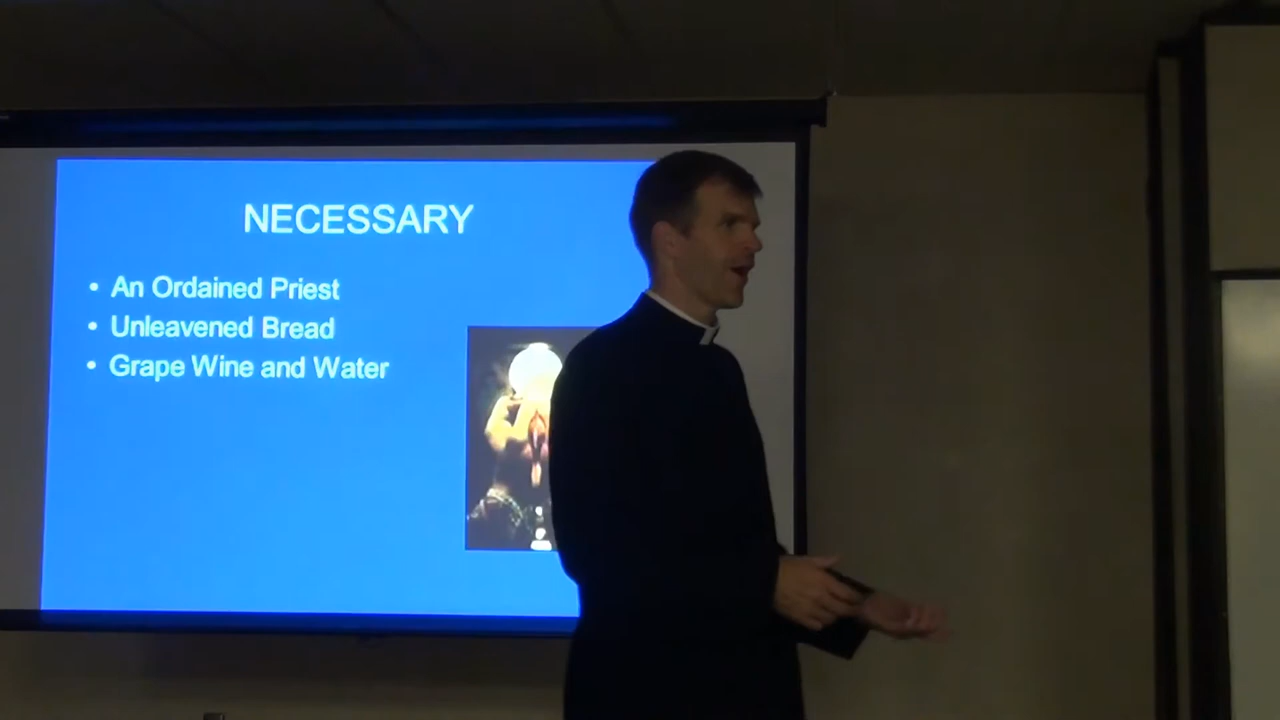 NECESSARY
• An Ordained Priest
• Unleavened Bread
• Grape Wine and Water